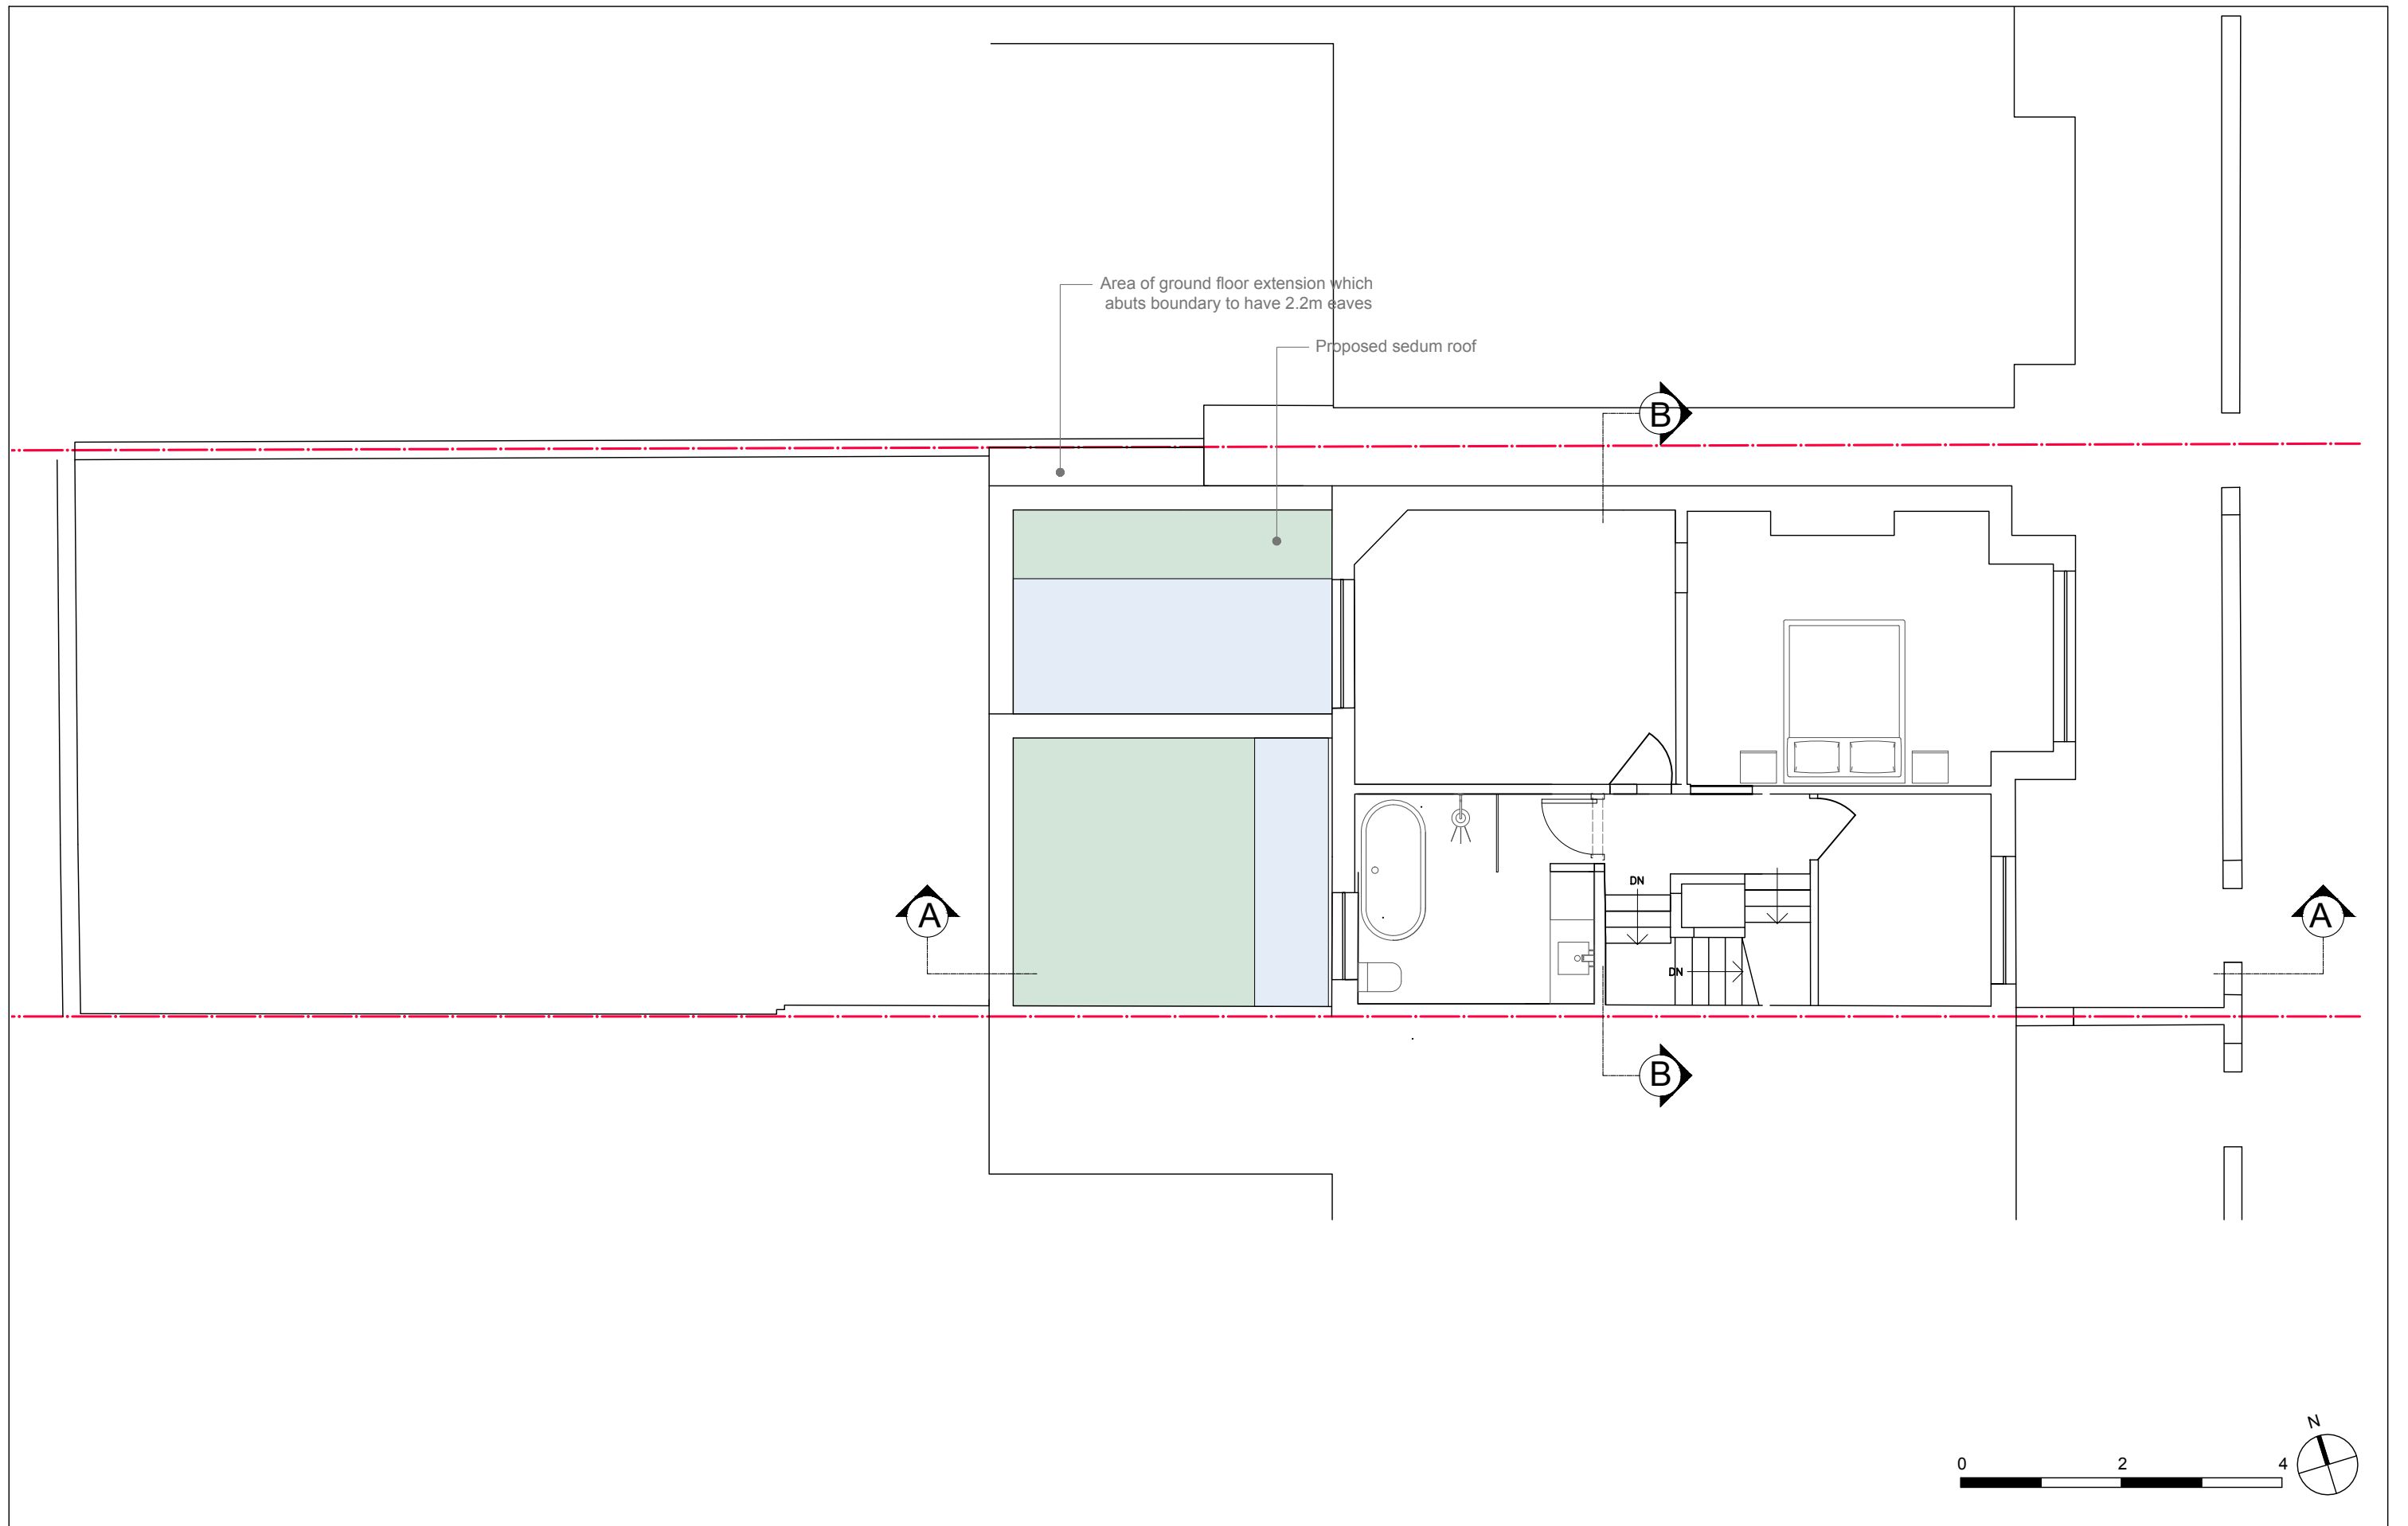 Area of ground floor extension which
abuts boundary to have 2.2m eaves
Proposed sedum roof
B
A
DN
DN
A
B
N
0 2 4